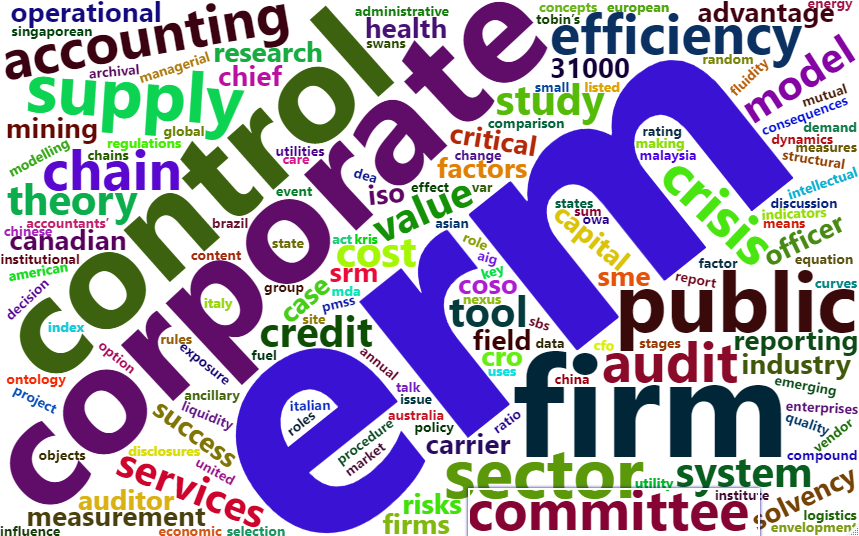 operational
singaporean
accounting
archival
managerial
research
administrative
health
swans
concepts
european
tobin's
efficiency
advantage
energy
31000
random
fluidity
model
mutual
consequences
demand
dynamics
measures
structural
intellectual
supply
chief
control
corporate
erm
small
listed
study
comparison
critical
change
factors
rating
making
malaysia
mining
global
regulations
modelling
chains
chain
utilities
care
theory
event
dea
iso
effect
var
value
asian
states
sum
owa
capital
crisis
discussion
indicators
means
officer
equation
accountants'
chinese
canadian
brazil
state
act
kris
cost
role
aig
key
institutional
content
srm
group
mda
pmss
coso
nexus
sme
factor
report
curves
american
decision
case
site
italy
tool
sbs
public
index
rules
credit
field
data
cfo
stages
reporting
option
exposure
fuel
annual
cro
uses
audit
industry
ontology
project
ancillary
liquidity
success
talk
issue
china
firm
emerging
enterprises
quality
vendor
italian
roles
australia
policy
ratio
procedure
market
carrier
objects
disclosures
united
services
sector
utility
system
compound
auditor
measurement
risks
firms
committee
institute
solvency
logistics
envelopment
influence
economic
selection